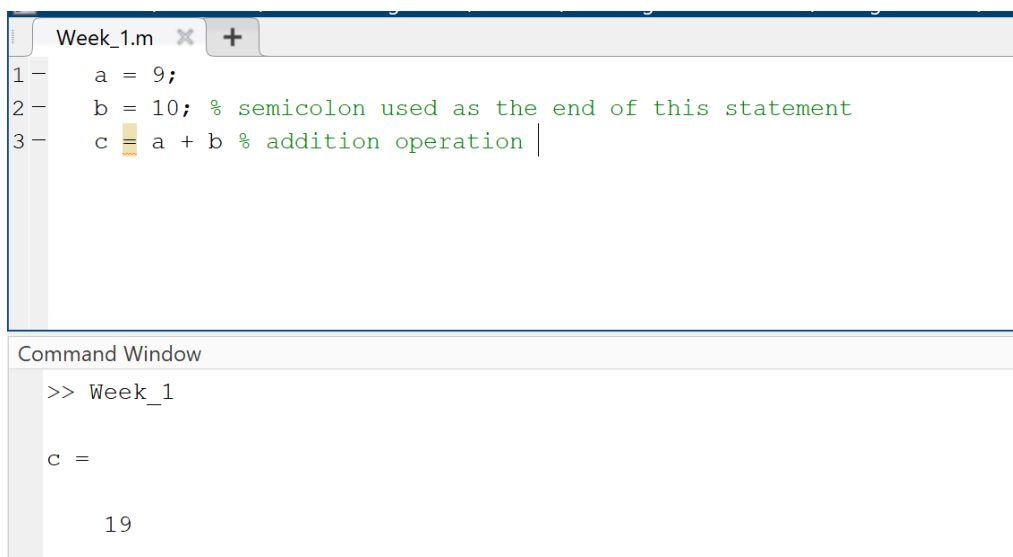 Week_1.m
1 a = 9;
2 b = 10; % semicolon used as the end of this statement
3 c = a + b % addition operation
Command Window
>> Week_1
c =
19